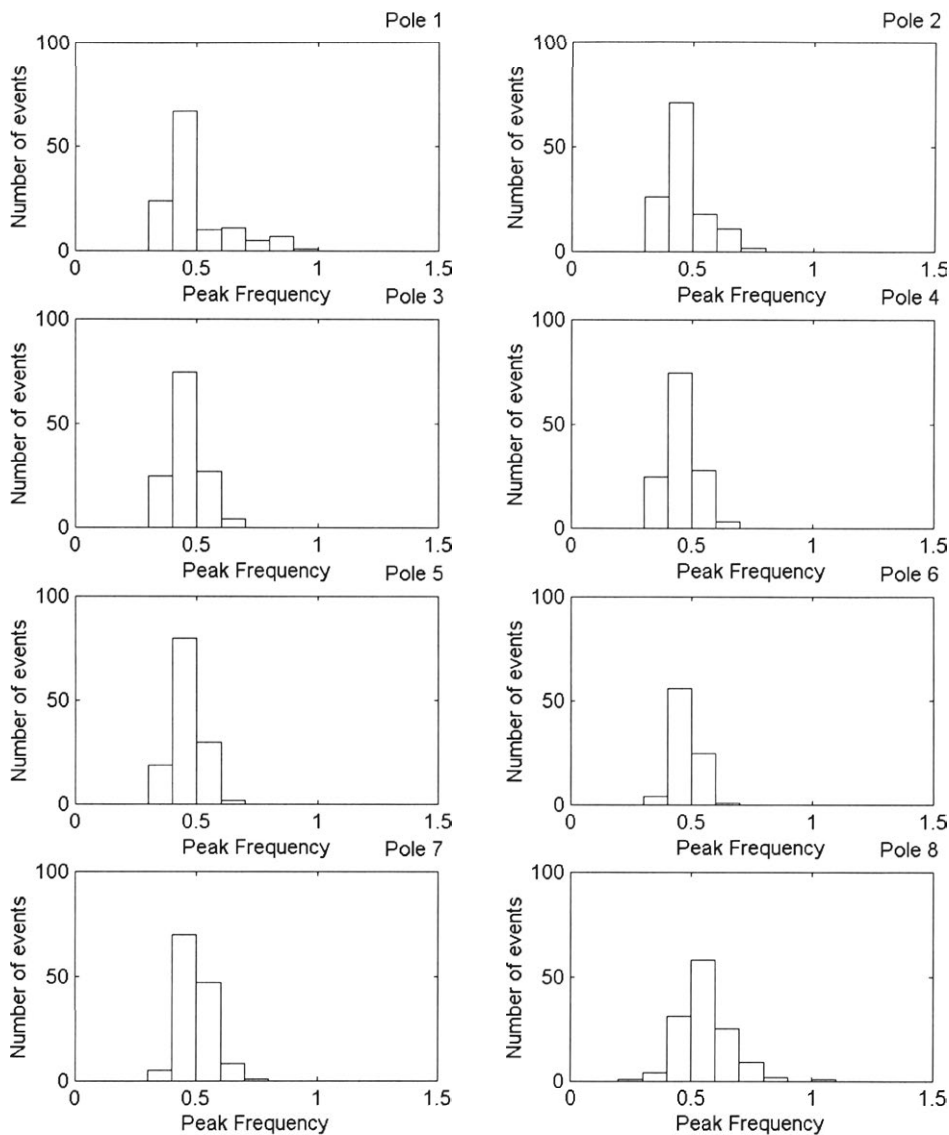 Pole 1
Number of events
100
50
0
0 0.5 1 1.5
Peak Frequency
Pole 2
Number of events
100
50
0
0 0.5 1 1.5
Peak Frequency
Pole 3
Number of events
100
50
0
0 0.5 1 1.5
Peak Frequency
Pole 4
Number of events
100
50
0
0 0.5 1 1.5
Peak Frequency
Pole 5
Number of events
100
50
0
0 0.5 1 1.5
Peak Frequency
Pole 6
Number of events
100
50
0
0 0.5 1 1.5
Peak Frequency
Pole 7
Number of events
100
50
0
0 0.5 1 1.5
Peak Frequency
Pole 8
Number of events
100
50
0
0 0.5 1 1.5
Peak Frequency